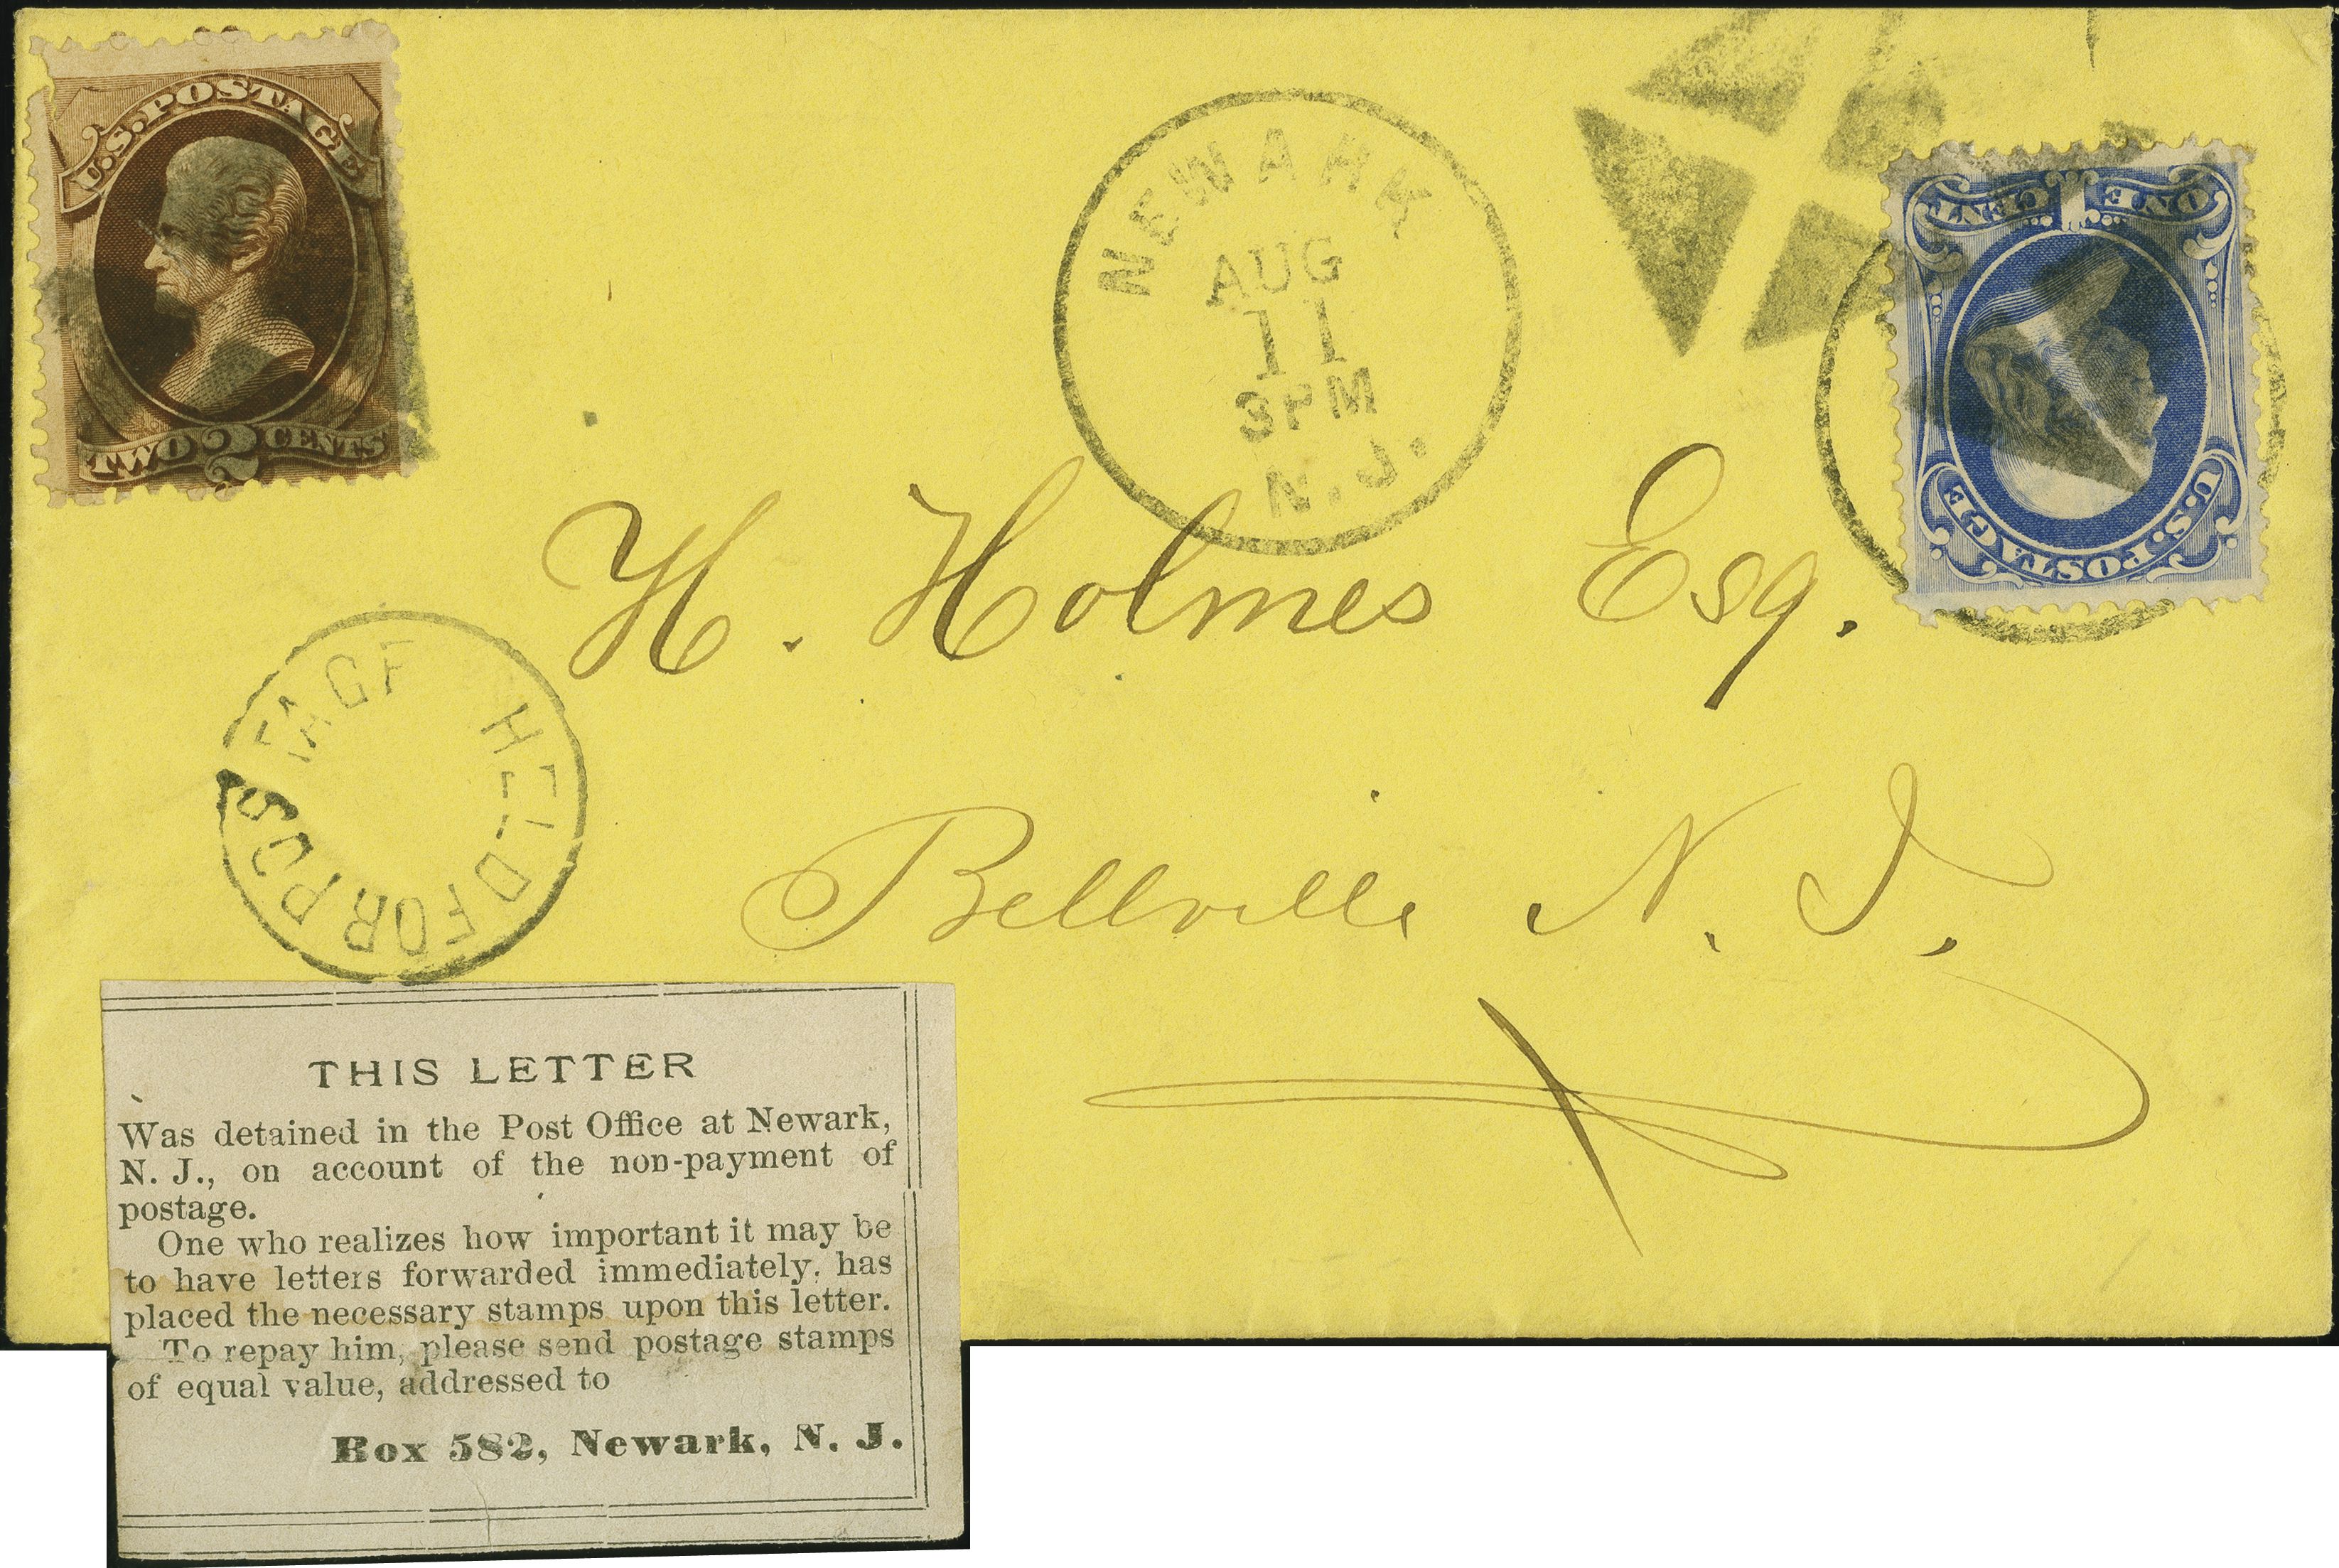 U.S. POSTAGE
TWO 2 CENTS
NEWARK
AUG
11
3PM
N.J.
ONE 1 CENT
U.S. POSTAGE
H. Holmes Esq.
HELD FOR POSTAGE
Bellville N. J.
THIS LETTER
Was detained in the Post Office at Newark,
N. J., on account of the non-payment of
postage.
One who realizes how important it may be
to have letters forwarded immediately, has
placed the necessary stamps upon this letter.
To repay him, please send postage stamps
of equal value, addressed to
Box 582, Newark, N. J.